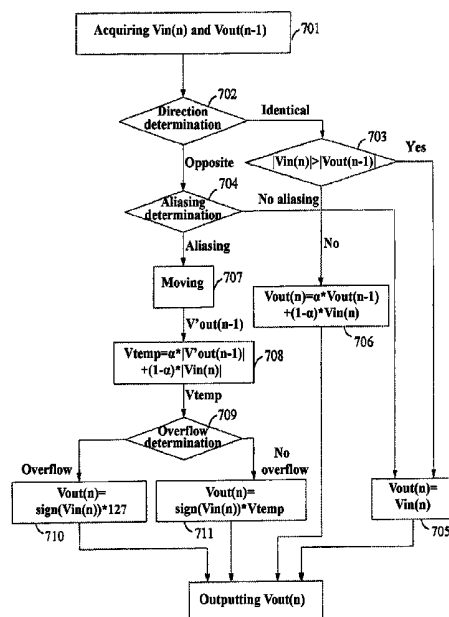 Acquiring Vin(n) and Vout(n-1)
701
702
Direction
determination
Identical
703
|Vin(n)|>|Vout(n-1)|
Yes
Opposite
704
Aliasing
determination
No aliasing
Aliasing
No
Moving
707
V'out(n-1)
Vout(n)=α*Vout(n-1)
+(1-α)*Vin(n)
706
Vtemp=α*|V'out(n-1)|
+(1-α)*|Vin(n)|
708
Vtemp
709
Overflow
determination
Overflow
No
overflow
Vout(n)=
sign(Vin(n))*127
710
Vout(n)=
sign(Vin(n))*Vtemp
711
Vout(n)=
Vin(n)
705
Outputting Vout(n)